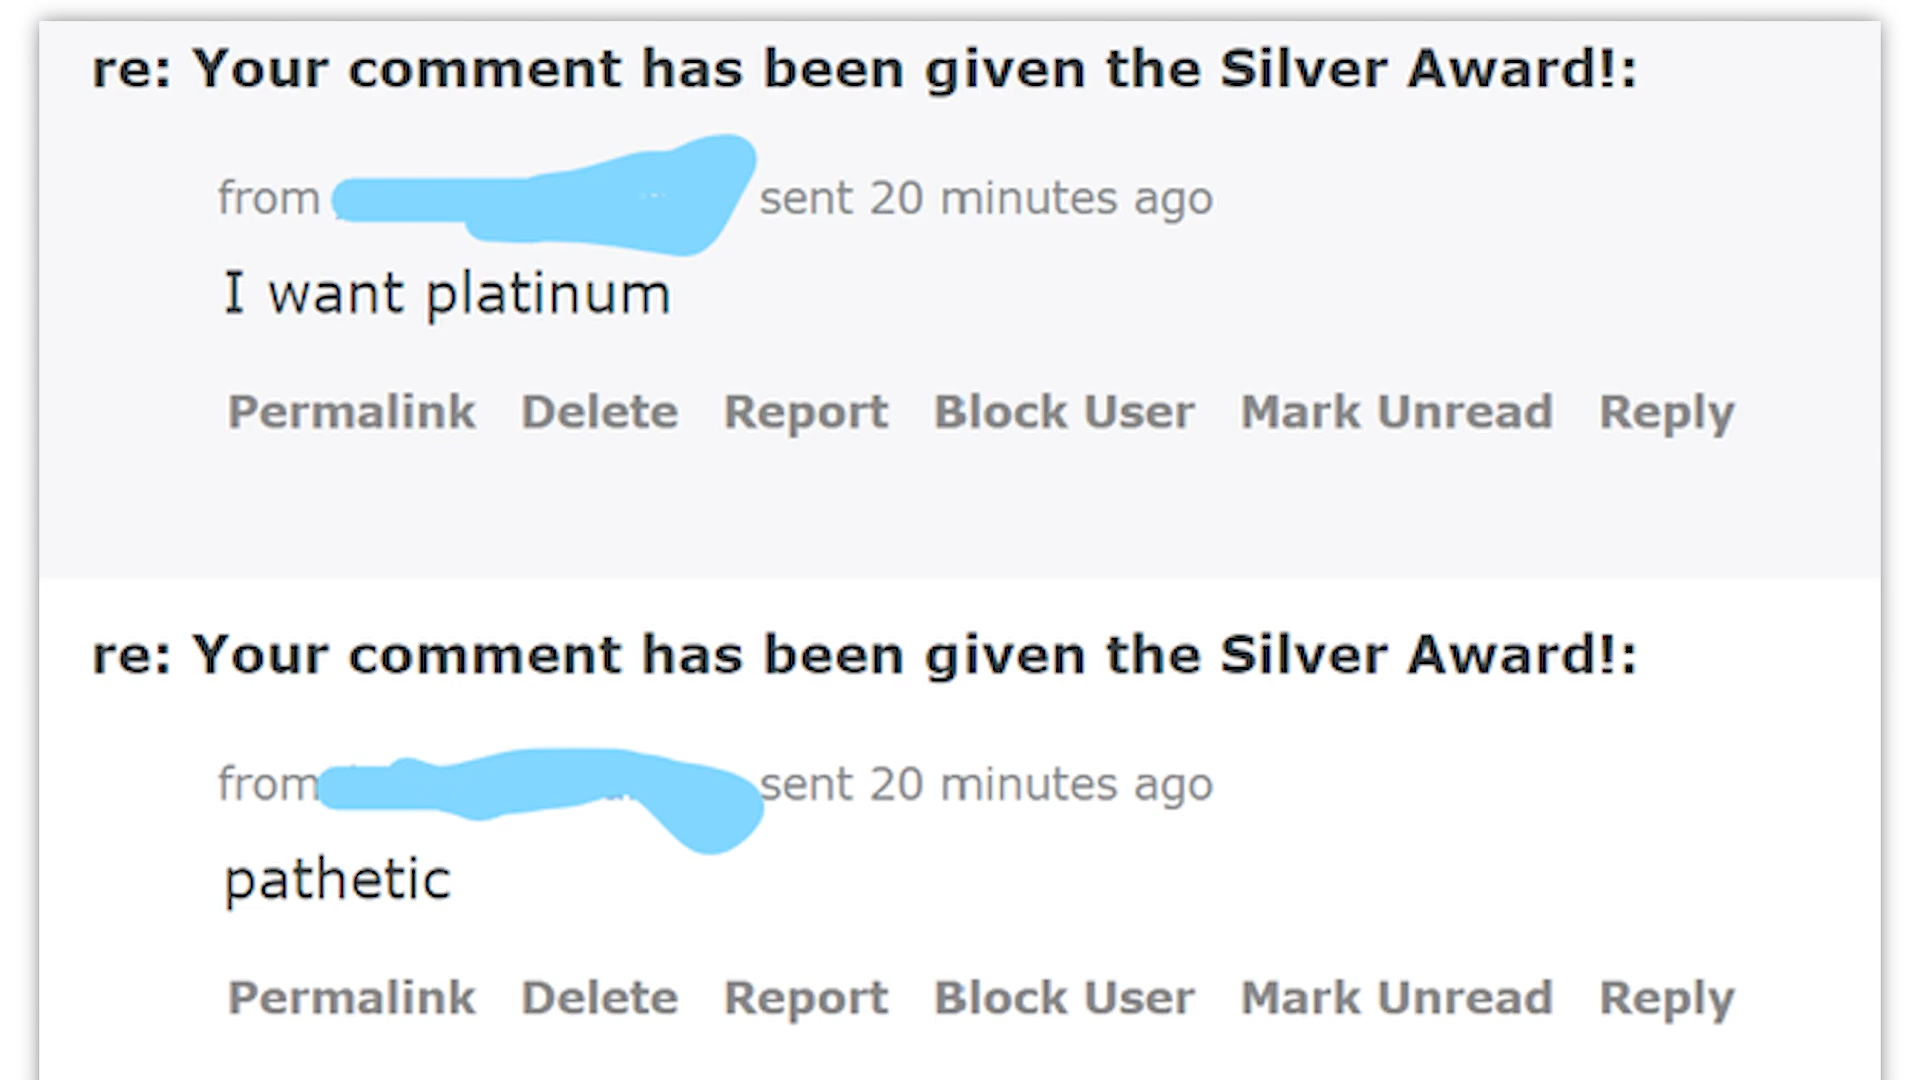 re: Your comment has been given the Silver Award!:
from sent 20 minutes ago
I want platinum
Permalink Delete Report Block User Mark Unread Reply
re: Your comment has been given the Silver Award!:
from sent 20 minutes ago
pathetic
Permalink Delete Report Block User Mark Unread Reply